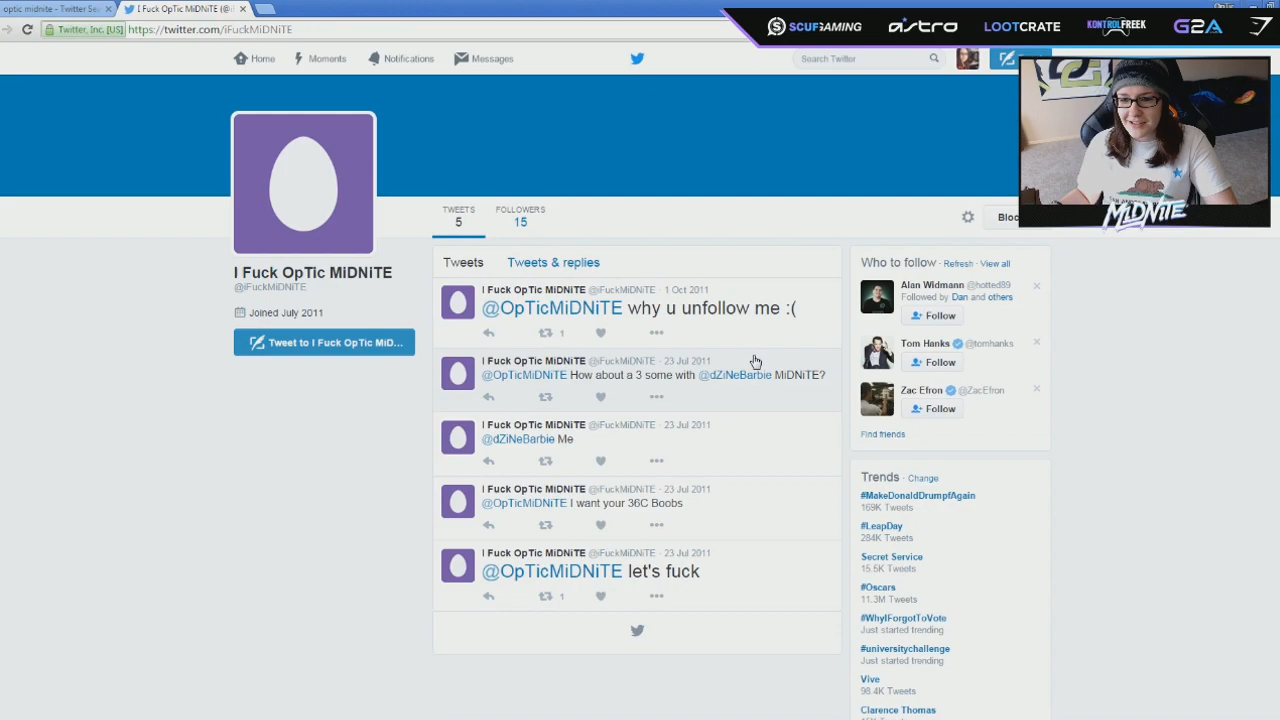 optic midnite - Twitter Se
I Fuck OpTic MiDNiTE (@i
Twitter, Inc. [US]
https://twitter.com/iFuckMiDNiTE
SCUFGAMING
ASTRO
LOOTCRATE
KONTROLFREEK
G2A
Home
Moments
Notifications
Messages
Search Twitter
MiDNiTE
TWEETS
5
FOLLOWERS
15
Bloc
I Fuck OpTic MiDNiTE
@iFuckMiDNiTE
Joined July 2011
Tweet to I Fuck OpTic MiD...
Tweets
Tweets & replies
I Fuck OpTic MiDNiTE @iFuckMiDNiTE · 1 Oct 2011
@OpTicMiDNiTE why u unfollow me :(
1
I Fuck OpTic MiDNiTE @iFuckMiDNiTE · 23 Jul 2011
@OpTicMiDNiTE How about a 3 some with @dZiNeBarbie MiDNiTE?
I Fuck OpTic MiDNiTE @iFuckMiDNiTE · 23 Jul 2011
@dZiNeBarbie Me
I Fuck OpTic MiDNiTE @iFuckMiDNiTE · 23 Jul 2011
@OpTicMiDNiTE I want your 36C Boobs
I Fuck OpTic MiDNiTE @iFuckMiDNiTE · 23 Jul 2011
@OpTicMiDNiTE let's fuck
1
Who to follow · Refresh · View all
Alan Widmann @hotted89
Followed by Dan and others
Follow
Tom Hanks @tomhanks
Follow
Zac Efron @ZacEfron
Follow
Find friends
Trends · Change
#MakeDonaldDrumpfAgain
169K Tweets
#LeapDay
284K Tweets
Secret Service
15.5K Tweets
#Oscars
11.3M Tweets
#WhyIForgotToVote
Just started trending
#universitychallenge
Just started trending
Vive
98.4K Tweets
Clarence Thomas